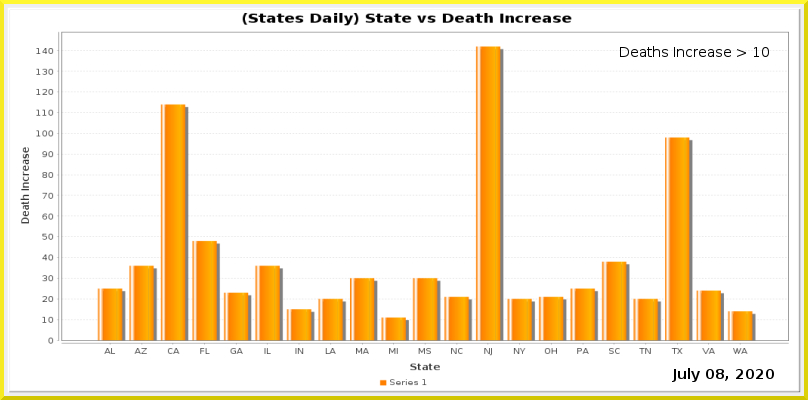 (States Daily) State vs Death Increase
Deaths Increase > 10
140
130
120
110
100
90
80
70
60
50
40
30
20
10
0
Death Increase
AL AZ CA FL GA IL IN LA MA MI MS NC NJ NY OH PA SC TN TX VA WA
State
Series 1
July 08, 2020